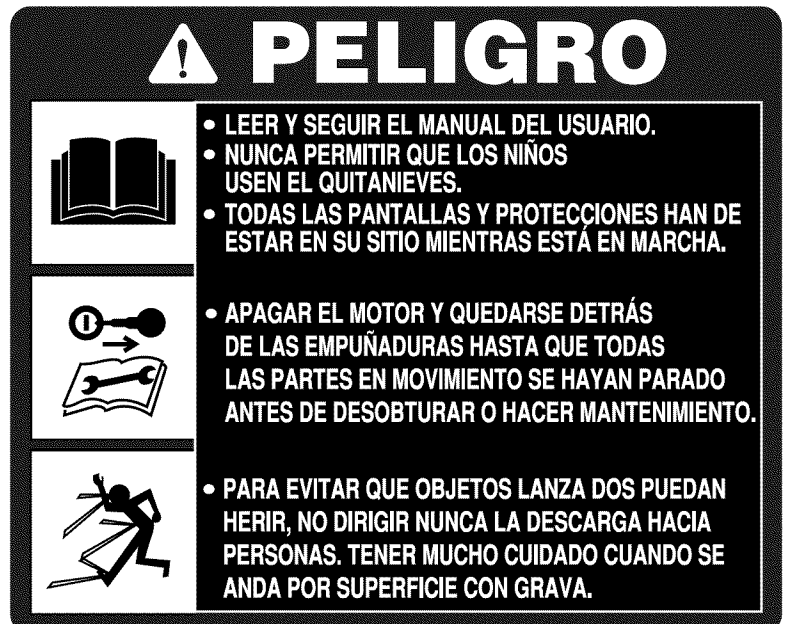 PELIGRO
• LEER Y SEGUIR EL MANUAL DEL USUARIO.
• NUNCA PERMITIR QUE LOS NIÑOS
USEN EL QUITANIEVES.
• TODAS LAS PANTALLAS Y PROTECCIONES HAN DE
ESTAR EN SU SITIO MIENTRAS ESTÁ EN MARCHA.
• APAGAR EL MOTOR Y QUEDARSE DETRÁS
DE LAS EMPUÑADURAS HASTA QUE TODAS
LAS PARTES EN MOVIMIENTO SE HAYAN PARADO
ANTES DE DESOBTURAR O HACER MANTENIMIENTO.
• PARA EVITAR QUE OBJETOS LANZA DOS PUEDAN
HERIR, NO DIRIGIR NUNCA LA DESCARGA HACIA
PERSONAS. TENER MUCHO CUIDADO CUANDO SE
ANDA POR SUPERFICIE CON GRAVA.